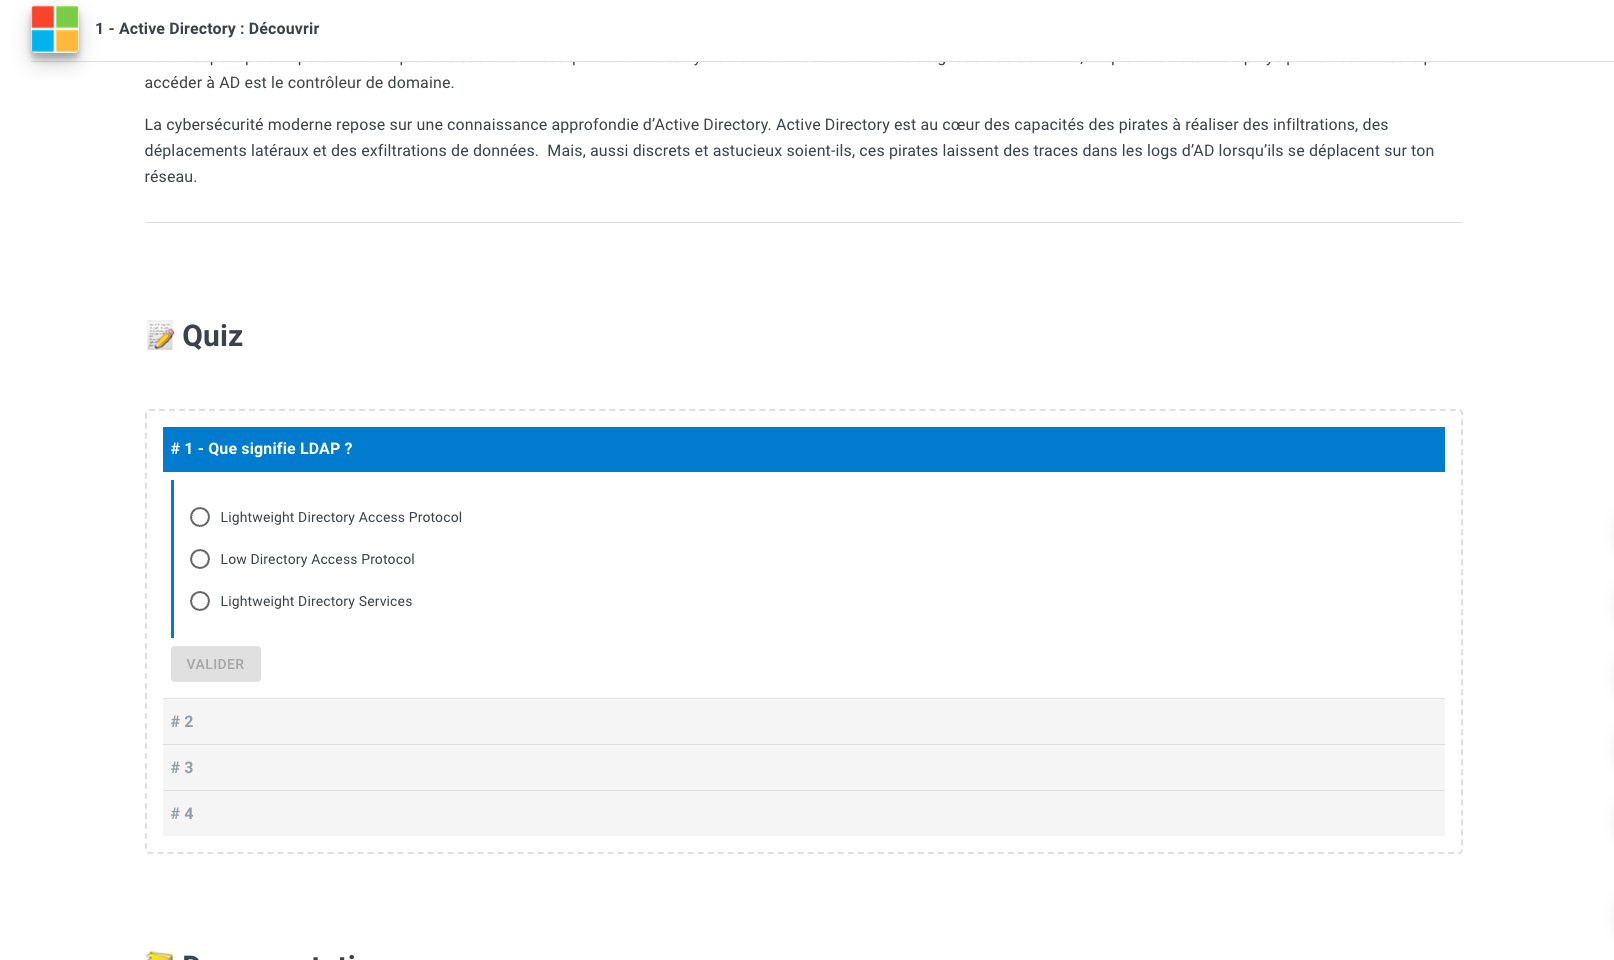 1 - Active Directory : Découvrir
accéder à AD est le contrôleur de domaine.
La cybersécurité moderne repose sur une connaissance approfondie d’Active Directory. Active Directory est au cœur des capacités des pirates à réaliser des infiltrations, des
déplacements latéraux et des exfiltrations de données.  Mais, aussi discrets et astucieux soient-ils, ces pirates laissent des traces dans les logs d’AD lorsqu’ils se déplacent sur ton
réseau.
Quiz
# 1 - Que signifie LDAP ?
Lightweight Directory Access Protocol
Low Directory Access Protocol
Lightweight Directory Services
VALIDER
# 2
# 3
# 4